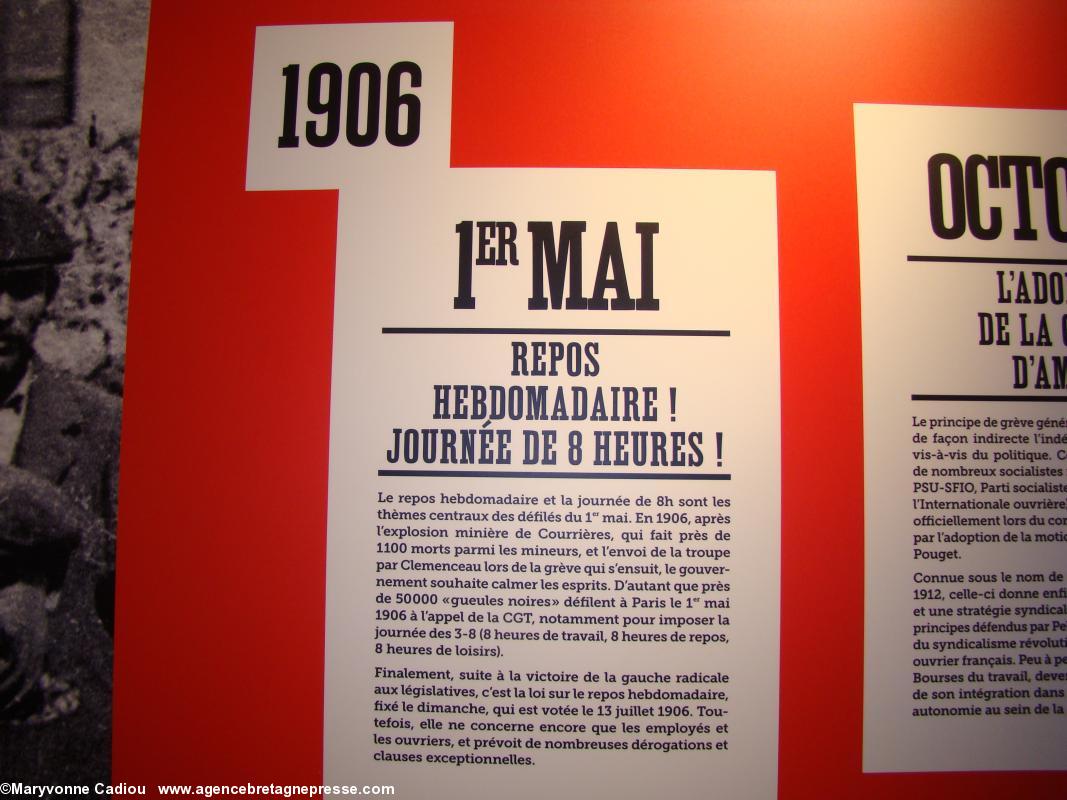 1906
1ER MAI
REPOS
HEBDOMADAIRE !
JOURNÉE DE 8 HEURES !
Le repos hebdomadaire et la journée de 8h sont les
thèmes centraux des défilés du 1er mai. En 1906, après
l'explosion minière de Courrières, qui fait près de
1100 morts parmi les mineurs, et l'envoi de la troupe
par Clemenceau lors de la grève qui s'ensuit, le gouver-
nement souhaite calmer les esprits. D'autant que près
de 50000 «gueules noires» défilent à Paris le 1er mai
1906 à l'appel de la CGT, notamment pour imposer la
journée des 3-8 (8 heures de travail, 8 heures de repos,
8 heures de loisirs).
Finalement, suite à la victoire de la gauche radicale
aux législatives, c'est la loi sur le repos hebdomadaire,
fixé le dimanche, qui est votée le 13 juillet 1906. Tou-
tefois, elle ne concerne encore que les employés et
les ouvriers, et prévoit de nombreuses dérogations et
clauses exceptionnelles.
OCTO
L'ADO
DE LA
D'AM
Le principe de grève géné
de façon indirecte l'indé
vis-à-vis du politique. C
de nombreux socialistes
PSU-SFIO, Parti socialiste
l'Internationale ouvrière
officiellement lors du con
par l'adoption de la motio
Pouget.
Connue sous le nom de
1912, celle-ci donne enfi
et une stratégie syndical
principes défendus par Pe
du syndicalisme révoluti
ouvrier français. Peu à pe
Bourses du travail, deve
de son intégration dans
autonomie au sein de la
©Maryvonne Cadiou www.agencebretagnepresse.com